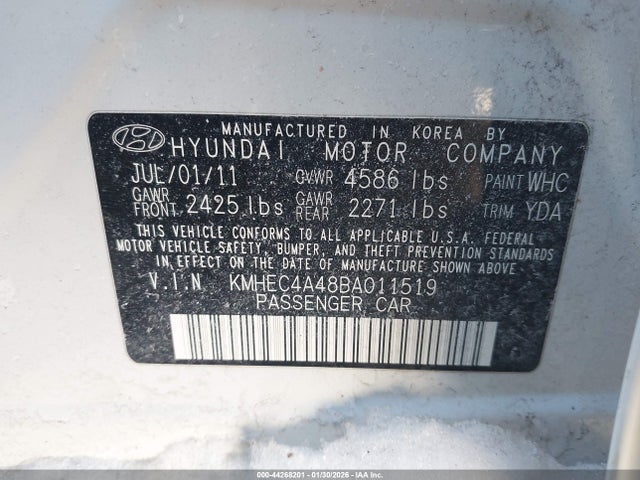 MANUFACTURED IN KOREA BY
HYUNDAI MOTOR COMPANY
JUL/01/11 GVWR 4586 lbs PAINT WHC
GAWR FRONT 2425 lbs GAWR REAR 2271 lbs TRIM YDA
THIS VEHICLE CONFORMS TO ALL APPLICABLE U.S.A. FEDERAL
MOTOR VEHICLE SAFETY, BUMPER, AND THEFT PREVENTION STANDARDS
IN EFFECT ON THE DATE OF MANUFACTURE SHOWN ABOVE.
V.I.N KMHEC4A48BA011519
PASSENGER CAR
000-44268201 - 01/30/2026 - IAA Inc.